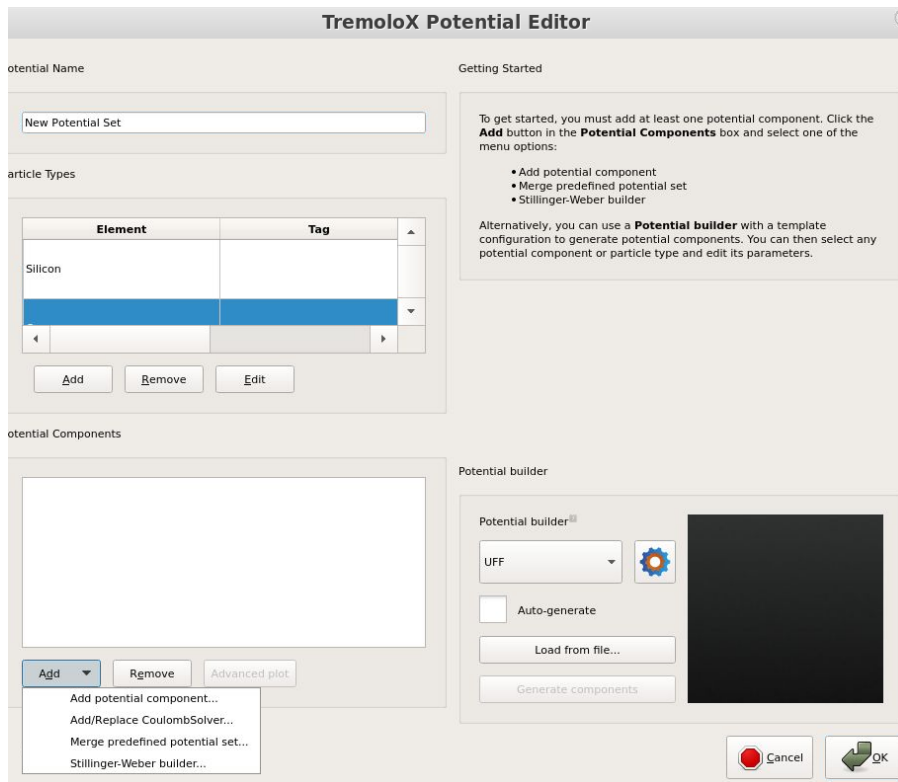 TremoloX Potential Editor
otential Name
New Potential Set
article Types
Element Tag
Silicon
Add Remove Edit
otential Components
Add Remove Advanced plot
Add potential component...
Add/Replace CoulombSolver...
Merge predefined potential set...
Stillinger-Weber builder...
Getting Started
To get started, you must add at least one potential component. Click the
Add button in the Potential Components box and select one of the
menu options:
• Add potential component
• Merge predefined potential set
• Stillinger-Weber builder
Alternatively, you can use a Potential builder with a template
configuration to generate potential components. You can then select any
potential component or particle type and edit its parameters.
Potential builder
Potential builder
UFF
Auto-generate
Load from file...
Generate components
Cancel OK